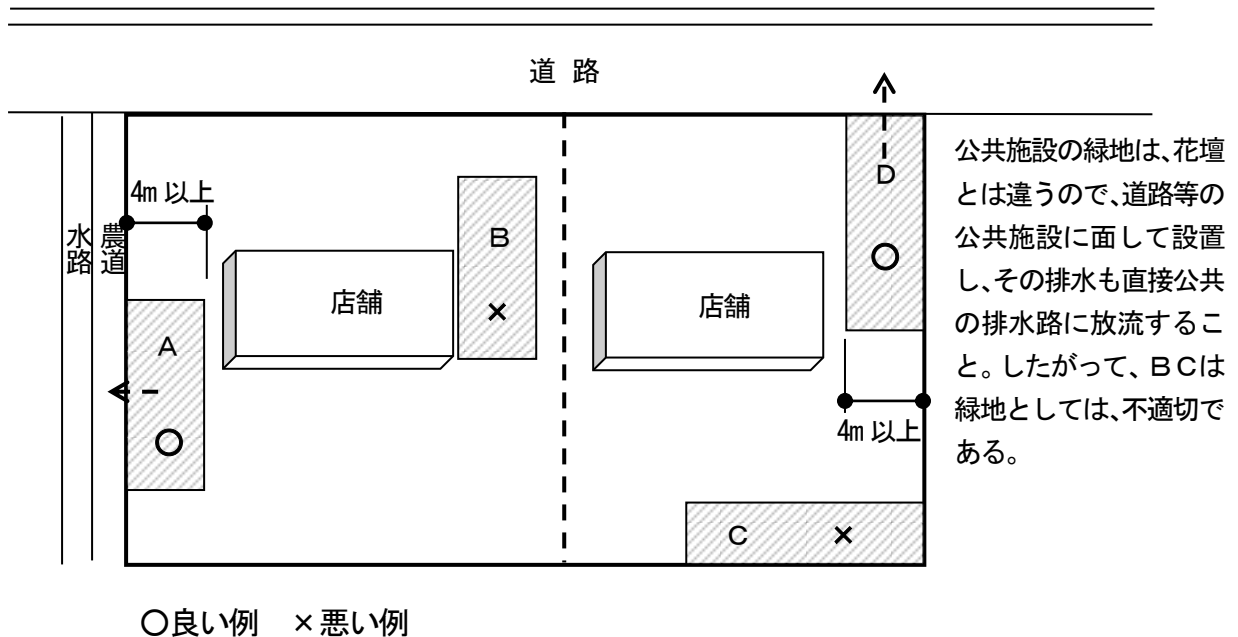 道 路
公共施設の緑地は、花壇
とは違うので、道路等の
公共施設に面して設置
し、その排水も直接公共
の排水路に放流するこ
と。したがって、ＢＣは
緑地としては、不適切で
ある。
4m 以上
水路
農道
店舗
A
○
B
×
店舗
D
○
4m 以上
C ×
○良い例 ×悪い例